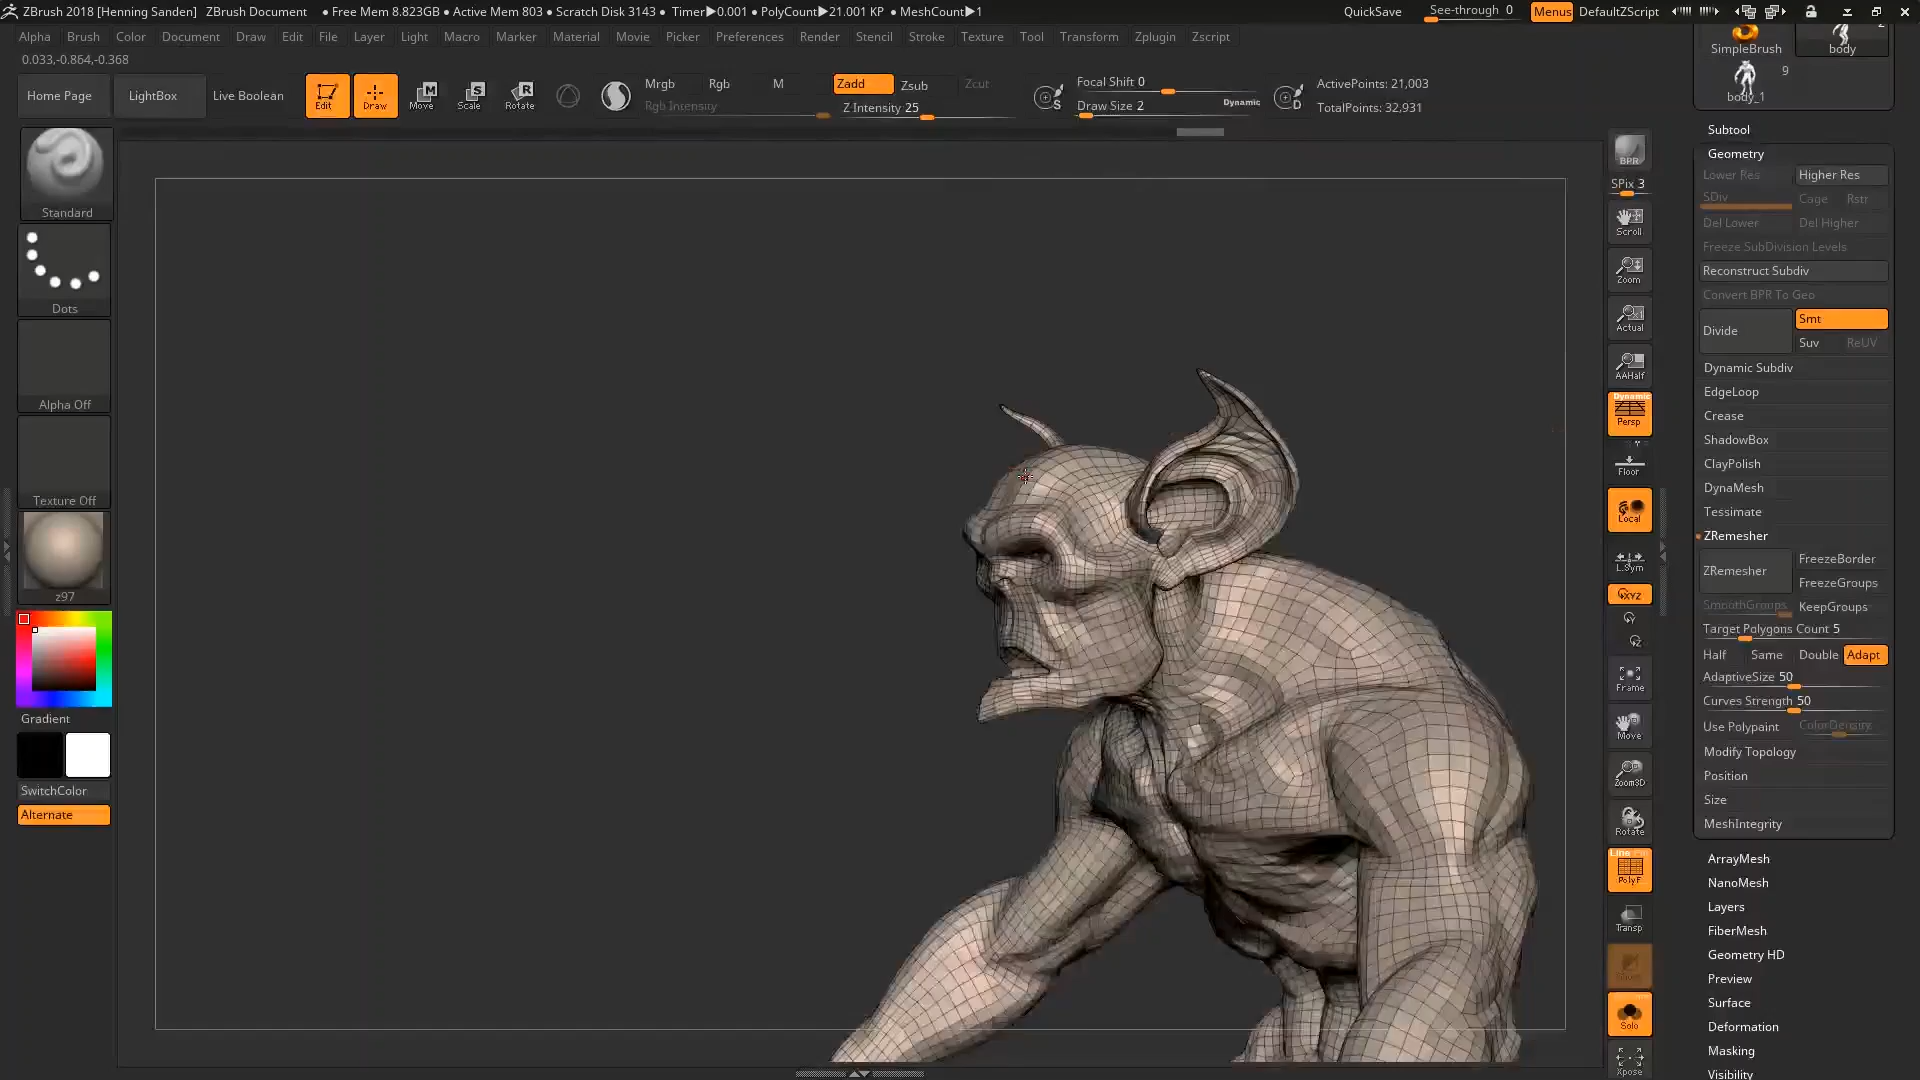 ZBrush 2018 [Henning Sanden] ZBrush Document • Free Mem 8.823GB • Active Mem 803 • Scratch Disk 3143 • Timer▶0.001 • PolyCount▶21.001 KP • MeshCount▶1 QuickSave See-through 0 Menus DefaultZScript
Alpha Brush Color Document Draw Edit File Layer Light Macro Marker Material Movie Picker Preferences Render Stencil Stroke Texture Tool Transform Zplugin Zscript
0.033,-0.864,-0.368
Home Page LightBox Live Boolean Edit Draw Move Scale Rotate
M S R
Mrgb Rgb M Zadd Zsub Zcut
Rgb Intensity Z Intensity 25
Focal Shift 0
Draw Size 2 Dynamic
S D
ActivePoints: 21,003
TotalPoints: 32,931
Standard
Dots
Alpha Off
Texture Off
z97
Gradient
SwitchColor
Alternate
BPR
SPix 3
Scroll
Zoom
Actual
AAHalf
Dynamic
Persp
Floor
Local
L.Sym
XYZ
Y
Z
Frame
Move
Zoom3D
Rotate
Line Fill
PolyF
Transp
Solo
Xpose
SimpleBrush body 2
9
body_1
Subtool
Geometry
Lower Res Higher Res
SDiv Cage Rstr
Del Lower Del Higher
Freeze SubDivision Levels
Reconstruct Subdiv
Convert BPR To Geo
Divide Smt
Suv ReUV
Dynamic Subdiv
EdgeLoop
Crease
ShadowBox
ClayPolish
DynaMesh
Tessimate
ZRemesher
ZRemesher FreezeBorder
FreezeGroups
SmoothGroups KeepGroups
Target Polygons Count 5
Half Same Double Adapt
AdaptiveSize 50
Curves Strength 50
Use Polypaint ColorDensity
Modify Topology
Position
Size
MeshIntegrity
ArrayMesh
NanoMesh
Layers
FiberMesh
Geometry HD
Preview
Surface
Deformation
Masking
Visibility